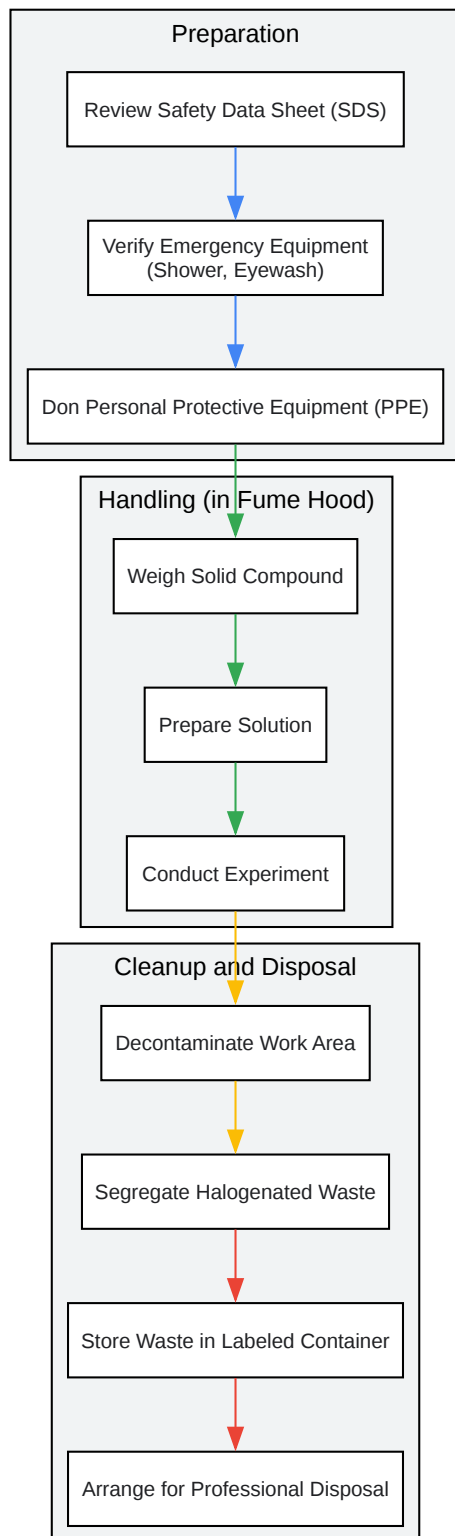 Preparation
Review Safety Data Sheet (SDS)
Verify Emergency Equipment
(Shower, Eyewash)
Don Personal Protective Equipment (PPE)
Handling (in Fume Hood)
Weigh Solid Compound
Prepare Solution
Conduct Experiment
Cleanup and Disposal
Decontaminate Work Area
Segregate Halogenated Waste
Store Waste in Labeled Container
Arrange for Professional Disposal